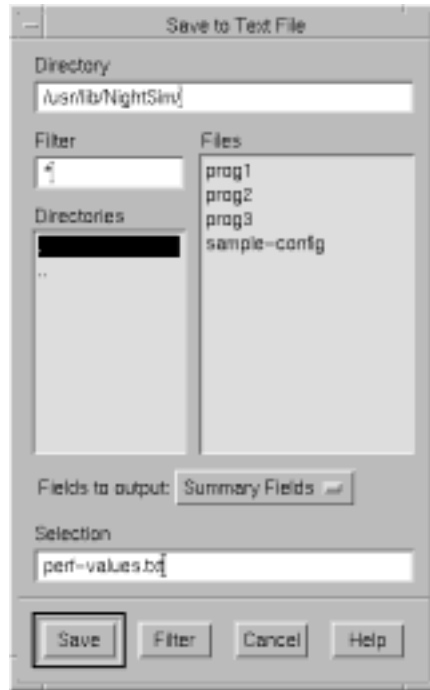 Save to Text File
Directory
/usr/lib/NightSim/
Filter
Files
*
prog1
prog2
prog3
sample-config
Directories
..
Fields to output: Summary Fields
Selection
perf-values.txt
Save Filter Cancel Help